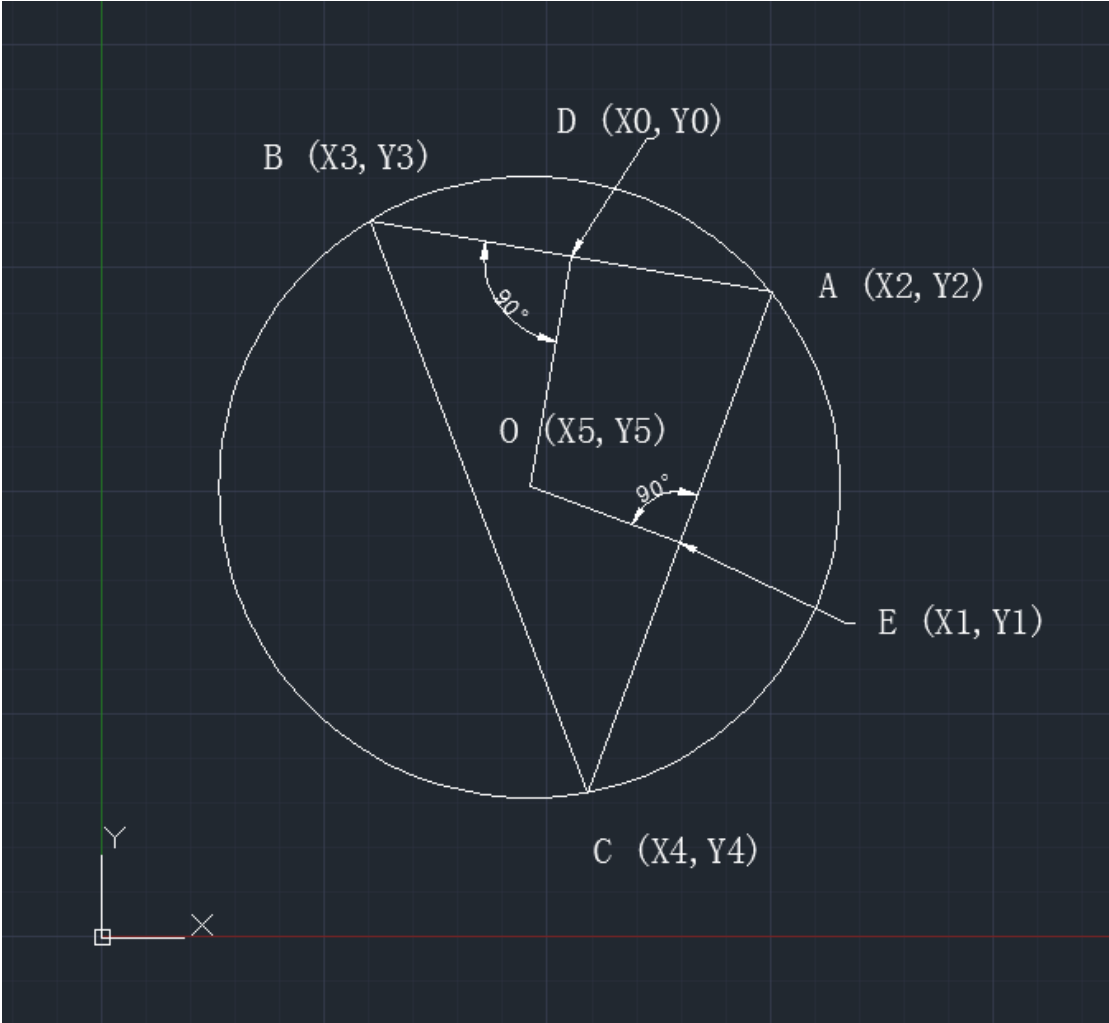 D (X0, Y0)
B (X3, Y3)
A (X2, Y2)
90°
O (X5, Y5)
90°
E (X1, Y1)
C (X4, Y4)
Y
X